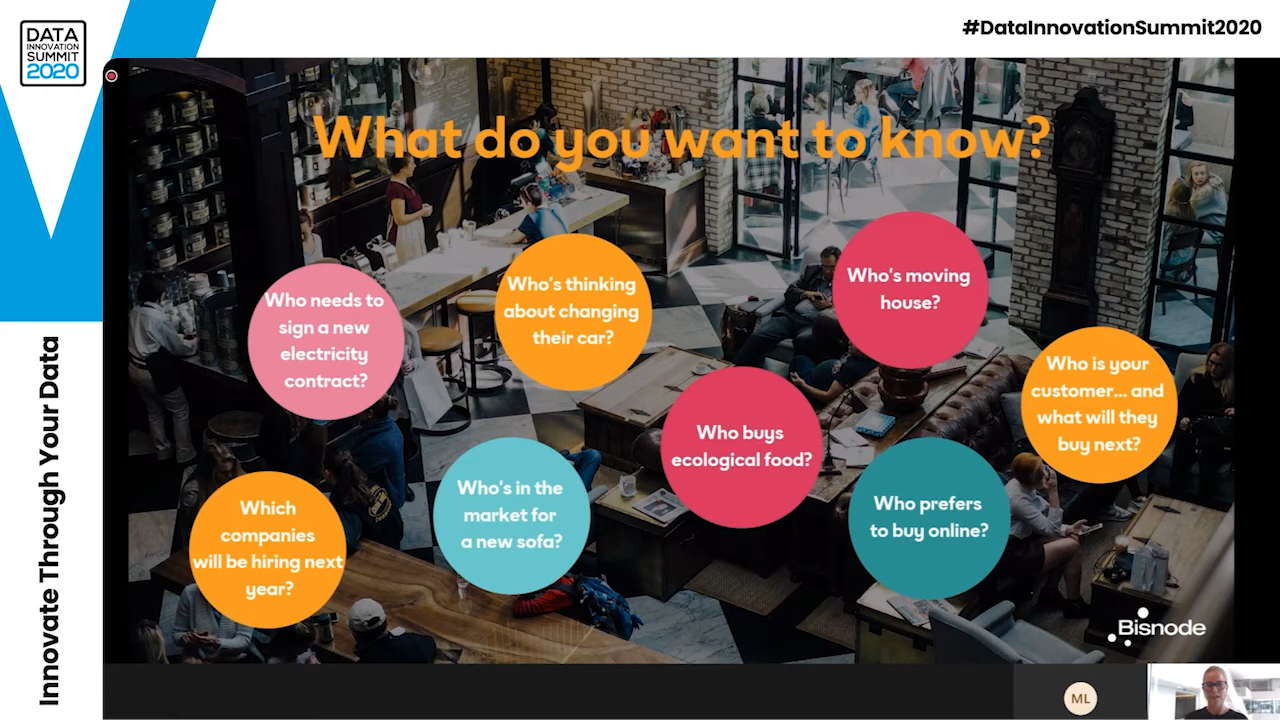 DATA
INNOVATION
SUMMIT
2020
#DataInnovationSummit2020
Innovate Through Your Data
What do you want to know?
Who needs to
sign a new
electricity
contract?
Who's thinking
about changing
their car?
Who's moving
house?
Who is your
customer... and
what will they
buy next?
Who buys
ecological food?
Which
companies
will be hiring next
year?
Who's in the
market for
a new sofa?
Who prefers
to buy online?
Bisnode
ML